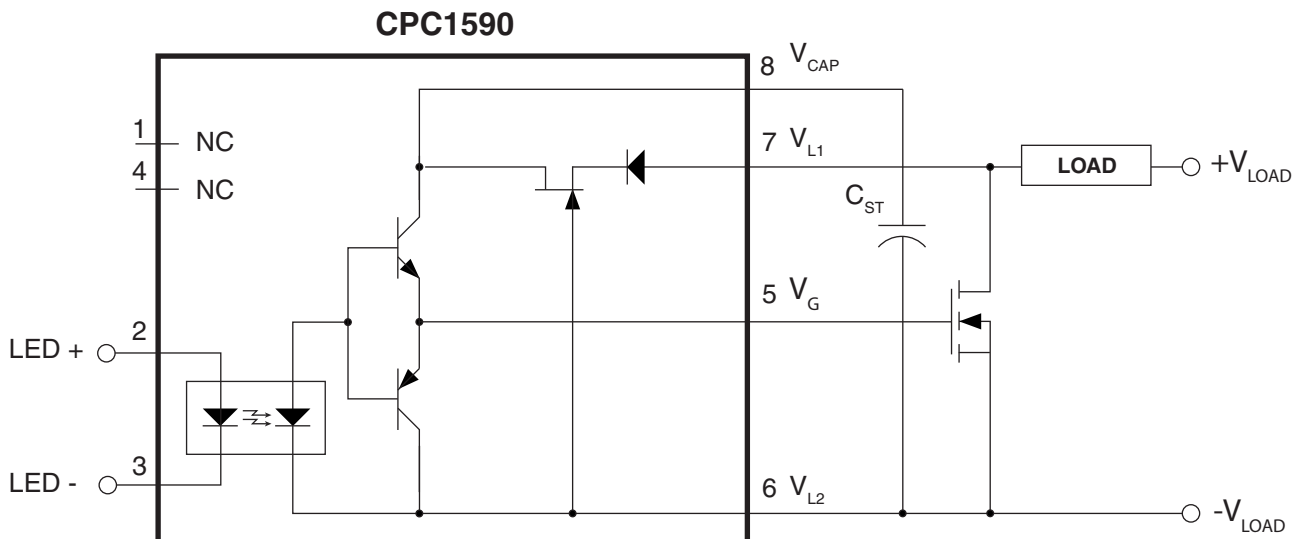 CPC1590
8 V_CAP
1 NC
7 V_L1
4 NC
LOAD
+V_LOAD
C_ST
5 V_G
2
LED +
3
LED -
6 V_L2
-V_LOAD